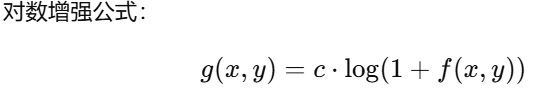 对数增强公式：
g(x, y) = c · log(1 + f(x, y))